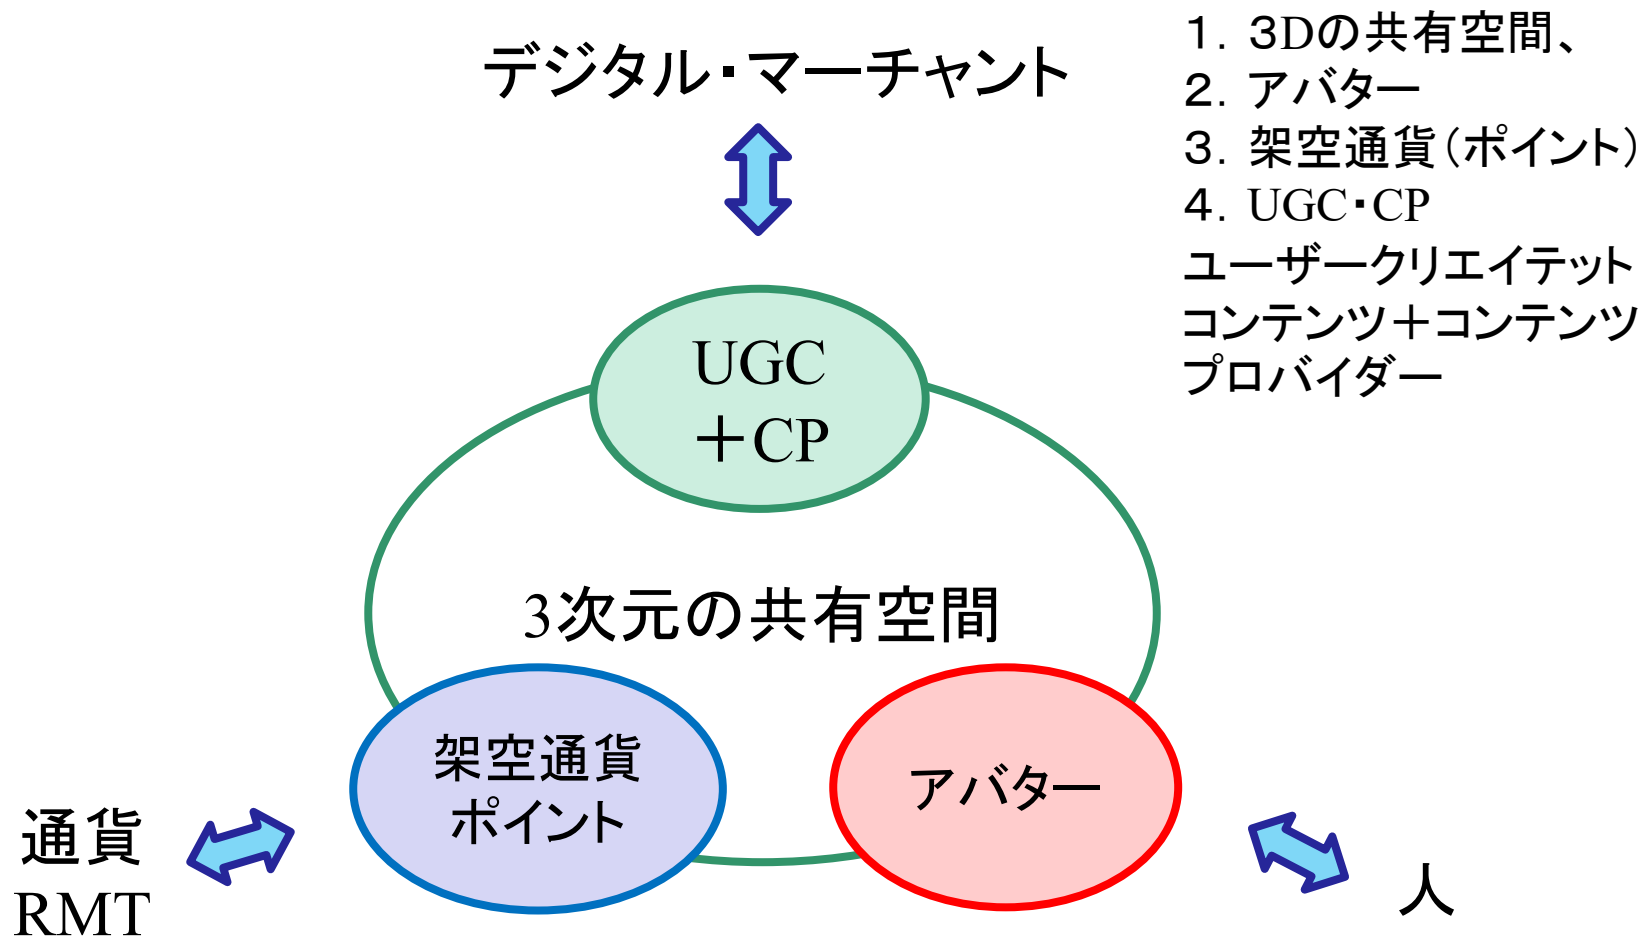 デジタル・マーチャント
１．３Dの共有空間、
２．アバター
３．架空通貨（ポイント）
４．UGC・CP
ユーザークリエイテット
コンテンツ＋コンテンツ
プロバイダー
UGC
＋CP
3次元の共有空間
架空通貨
ポイント
アバター
通貨
RMT
人